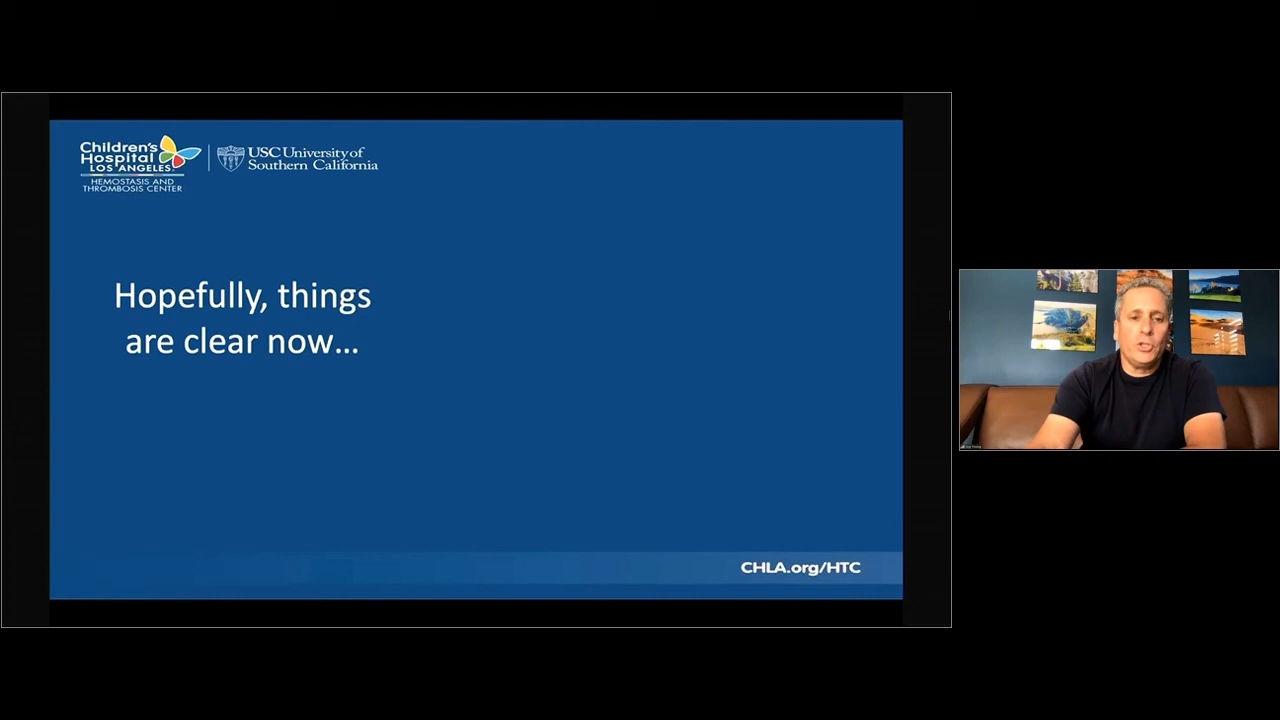 Children's
Hospital
LOS ANGELES
HEMOSTASIS AND
THROMBOSIS CENTER
USC University of
Southern California
Hopefully, things
are clear now...
CHLA.org/HTC